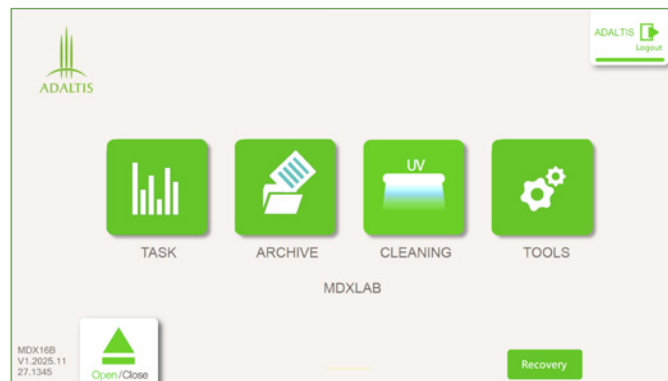 ADALTIS
Logout
ADALTIS
UV
TASK
ARCHIVE
CLEANING
TOOLS
MDXLAB
MDX16B
V1.2025.11
27.1345
Open/Close
Recovery